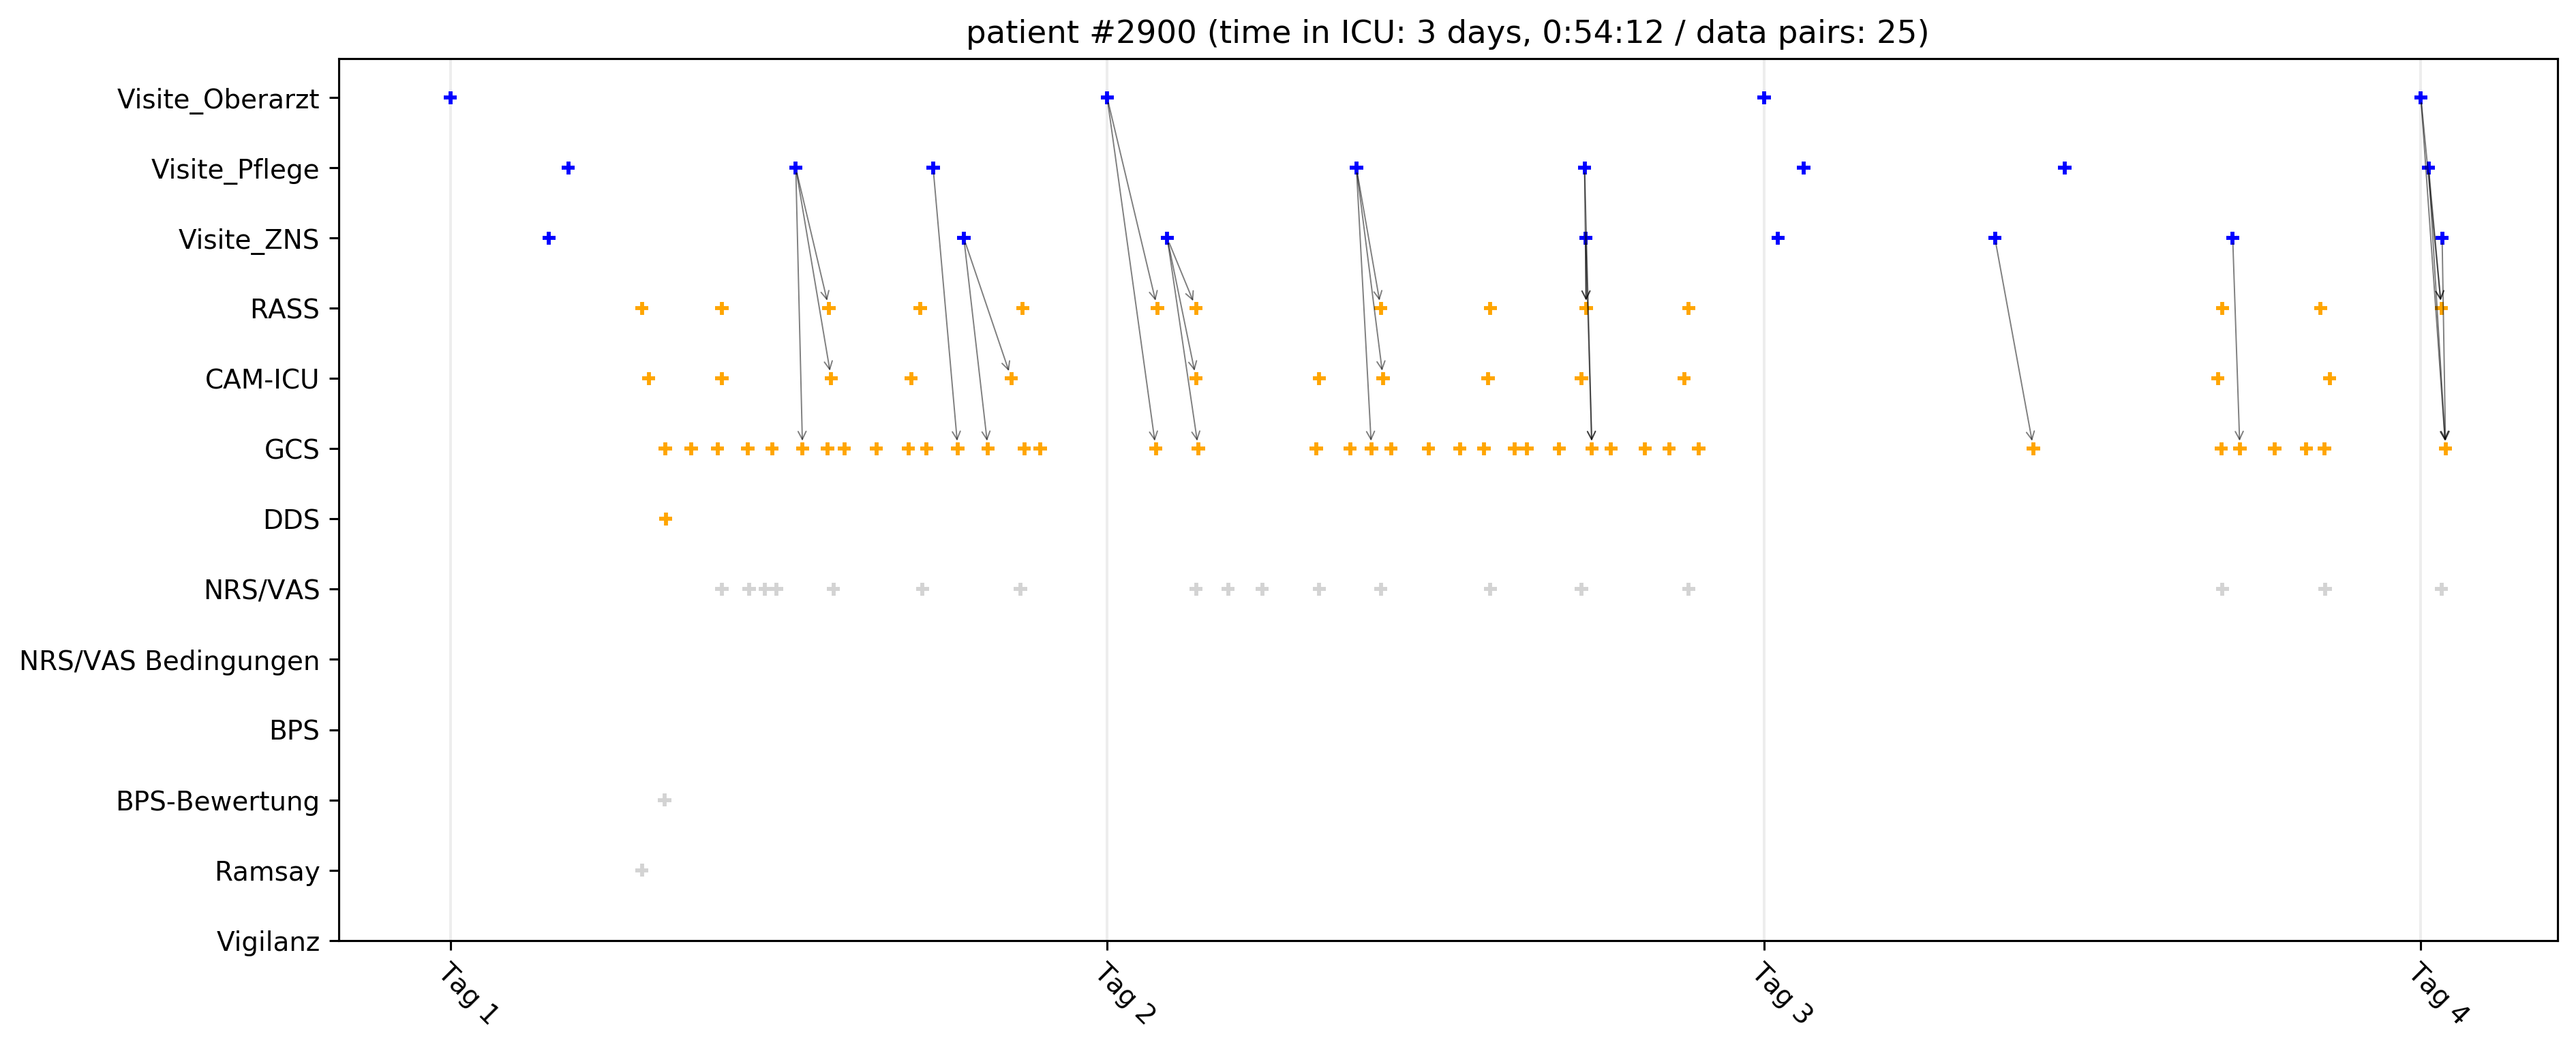 patient #2900 (time in ICU: 3 days, 0:54:12 / data pairs: 25)
Visite_Oberarzt
Visite_Pflege
Visite_ZNS
RASS
CAM-ICU
GCS
DDS
NRS/VAS
NRS/VAS Bedingungen
BPS
BPS-Bewertung
Ramsay
Vigilanz
Tag 1
Tag 2
Tag 3
Tag 4